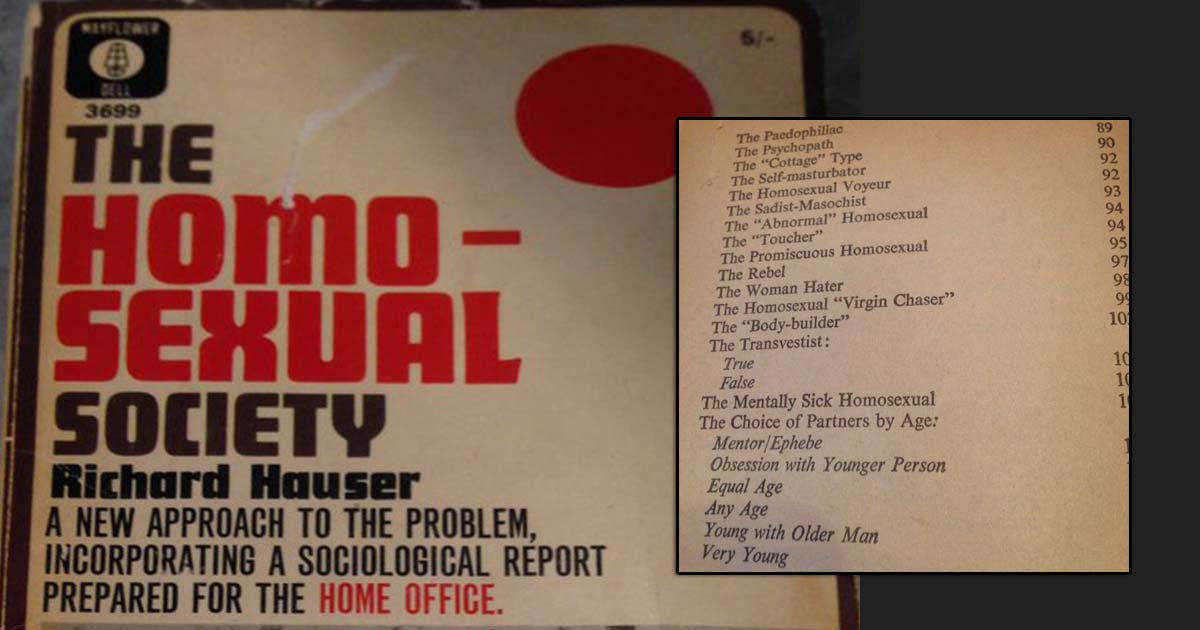 MAYFLOWER
DELL
3699
5/-
THE
HOMO-
SEXUAL
SOCIETY
Richard Hauser
A NEW APPROACH TO THE PROBLEM,
INCORPORATING A SOCIOLOGICAL REPORT
PREPARED FOR THE HOME OFFICE.
The Paedophiliac 89
The Psychopath 90
The "Cottage" Type 92
The Self-masturbator 92
The Homosexual Voyeur 93
The Sadist-Masochist 94
The "Abnormal" Homosexual 94
The "Toucher" 95
The Promiscuous Homosexual 97
The Rebel 98
The Woman Hater
The Homosexual "Virgin Chaser"
The "Body-builder"
The Transvestist:
True
False
The Mentally Sick Homosexual
The Choice of Partners by Age:
Mentor/Ephebe
Obsession with Younger Person
Equal Age
Any Age
Young with Older Man
Very Young